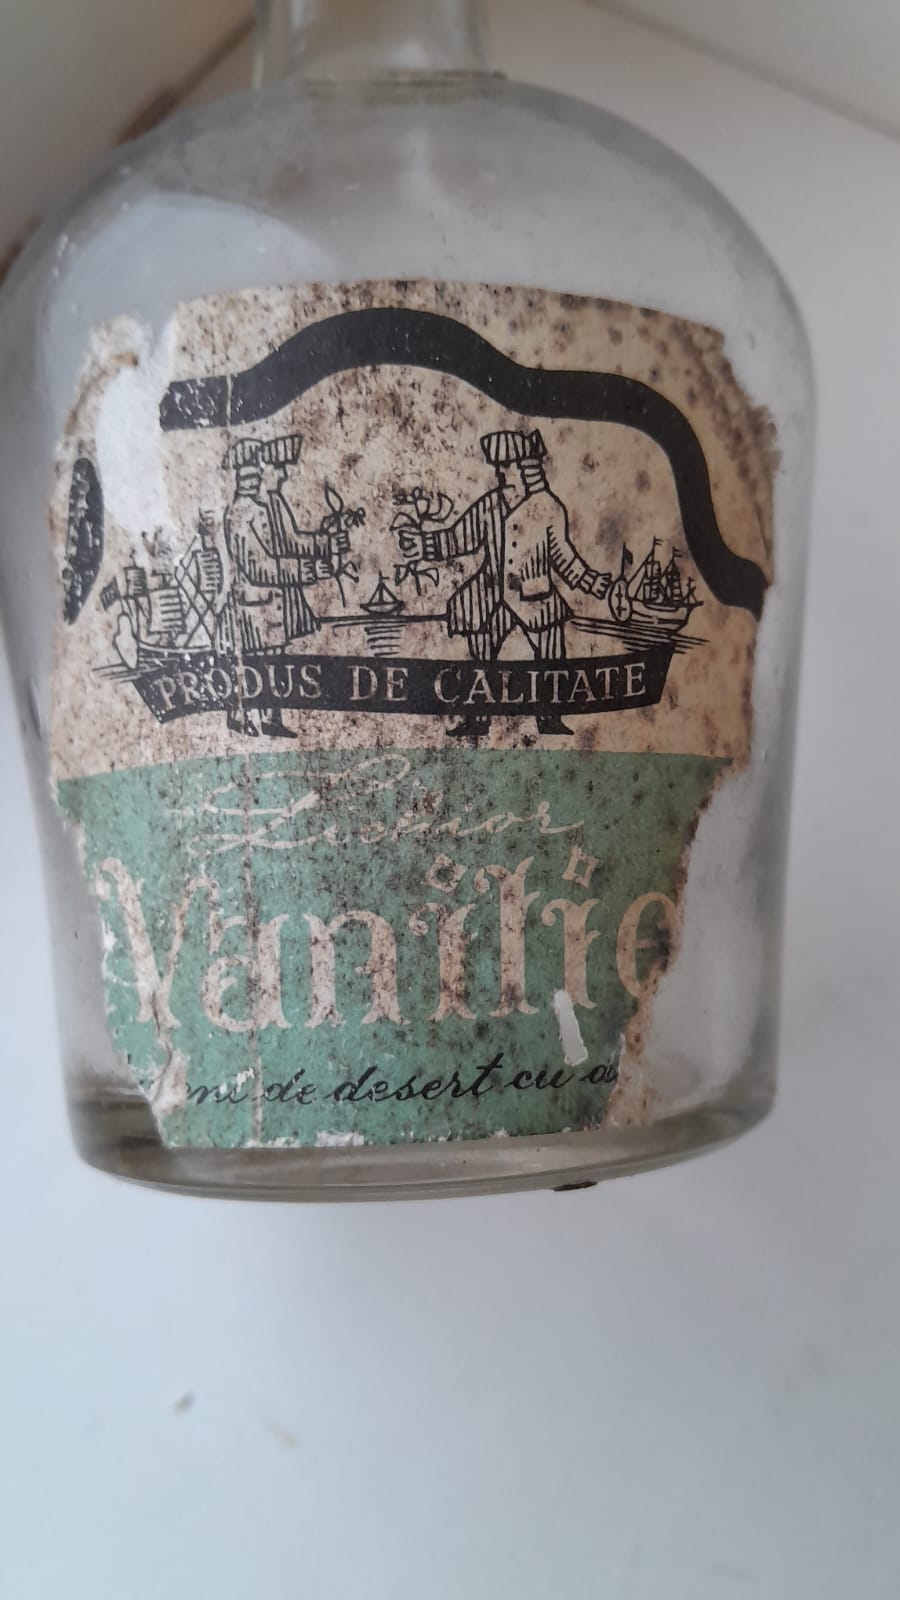 PRODUS DE CALITATE
Lichior
Vanilie
de desert cu